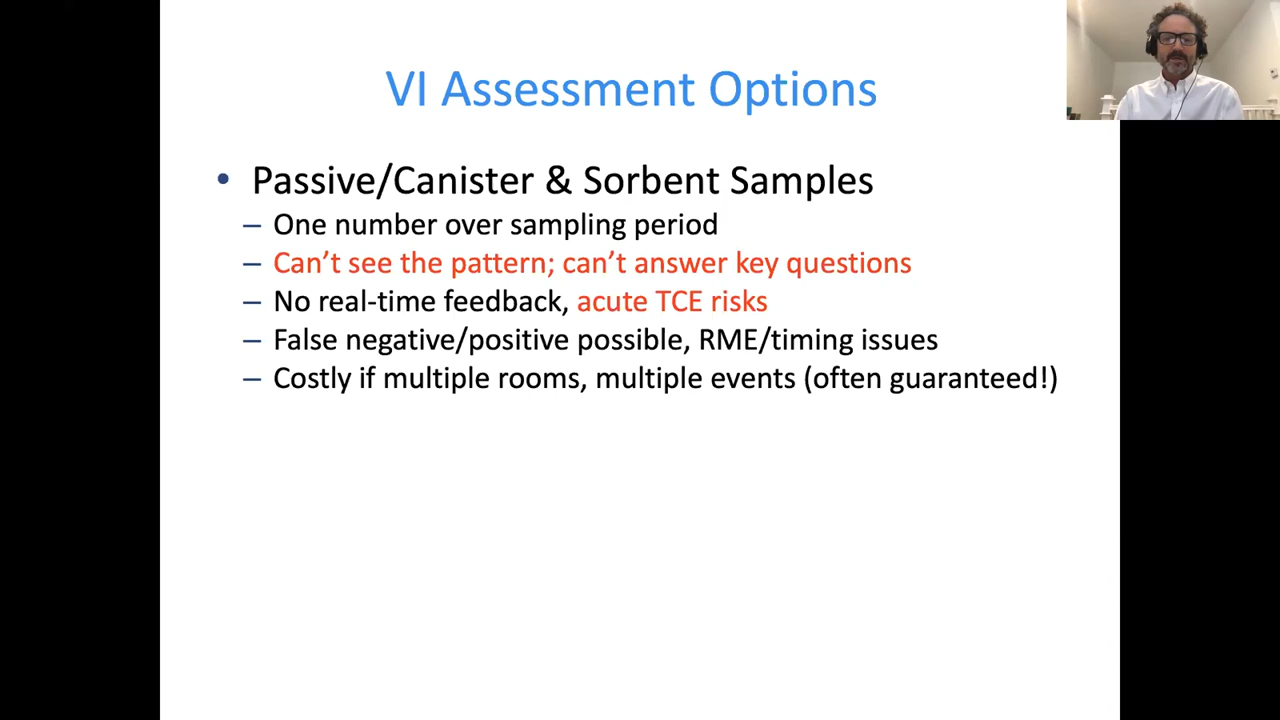 VI Assessment Options
• Passive/Canister & Sorbent Samples
– One number over sampling period
– Can’t see the pattern; can’t answer key questions
– No real-time feedback, acute TCE risks
– False negative/positive possible, RME/timing issues
– Costly if multiple rooms, multiple events (often guaranteed!)